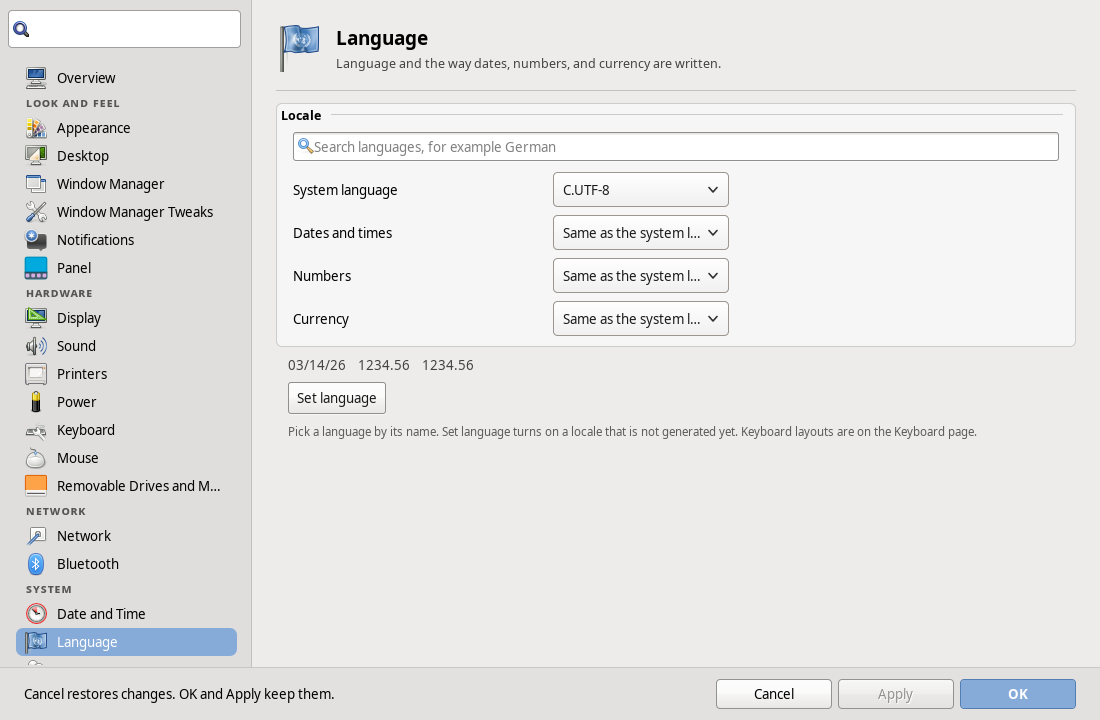 Overview
LOOK AND FEEL
Appearance
Desktop
Window Manager
Window Manager Tweaks
Notifications
Panel
HARDWARE
Display
Sound
Printers
Power
Keyboard
Mouse
Removable Drives and M...
NETWORK
Network
Bluetooth
SYSTEM
Date and Time
Language
Language
Language and the way dates, numbers, and currency are written.
Locale
Search languages, for example German
System language C.UTF-8
Dates and times Same as the system l...
Numbers Same as the system l...
Currency Same as the system l...
03/14/26 1234.56 1234.56
Set language
Pick a language by its name. Set language turns on a locale that is not generated yet. Keyboard layouts are on the Keyboard page.
Cancel restores changes. OK and Apply keep them.
Cancel Apply OK